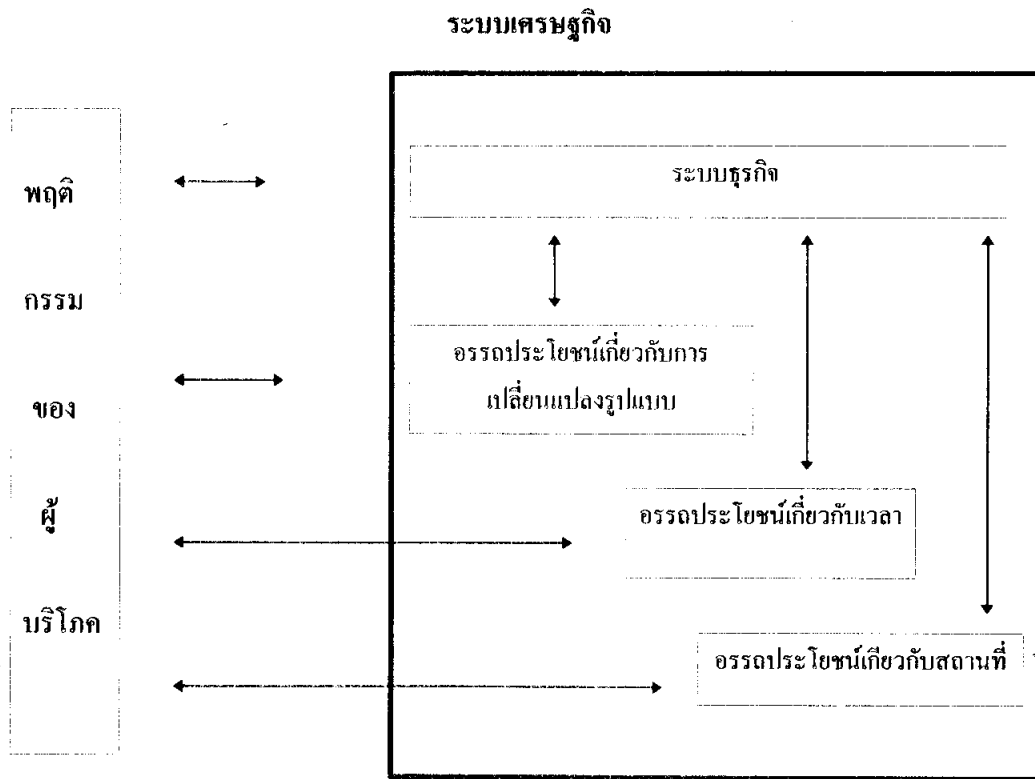 ระบบเศรษฐกิจ
พฤติ
กรรม
ของ
ผู้
บริโภค
ระบบธุรกิจ
อรรถประโยชน์เกี่ยวกับการ
เปลี่ยนแปลงรูปแบบ
อรรถประโยชน์เกี่ยวกับเวลา
อรรถประโยชน์เกี่ยวกับสถานที่